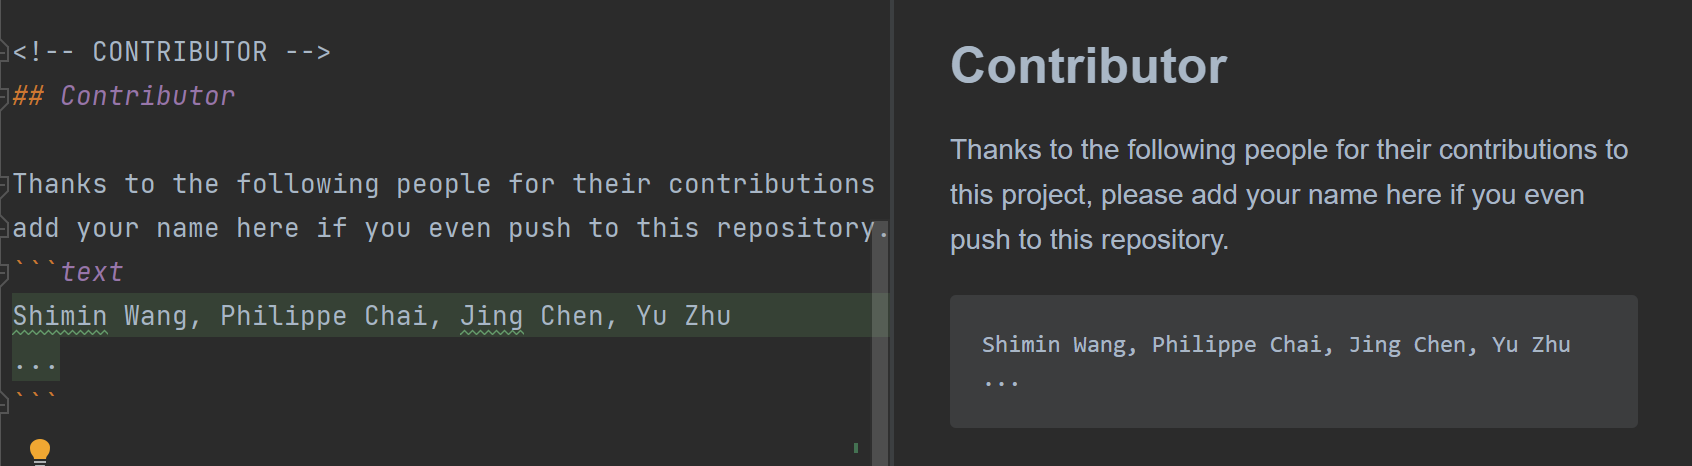 <!-- CONTRIBUTOR -->
## Contributor
Thanks to the following people for their contributions
add your name here if you even push to this repository.
```text
Shimin Wang, Philippe Chai, Jing Chen, Yu Zhu
...
```
Contributor
Thanks to the following people for their contributions to
this project, please add your name here if you even
push to this repository.
Shimin Wang, Philippe Chai, Jing Chen, Yu Zhu
...